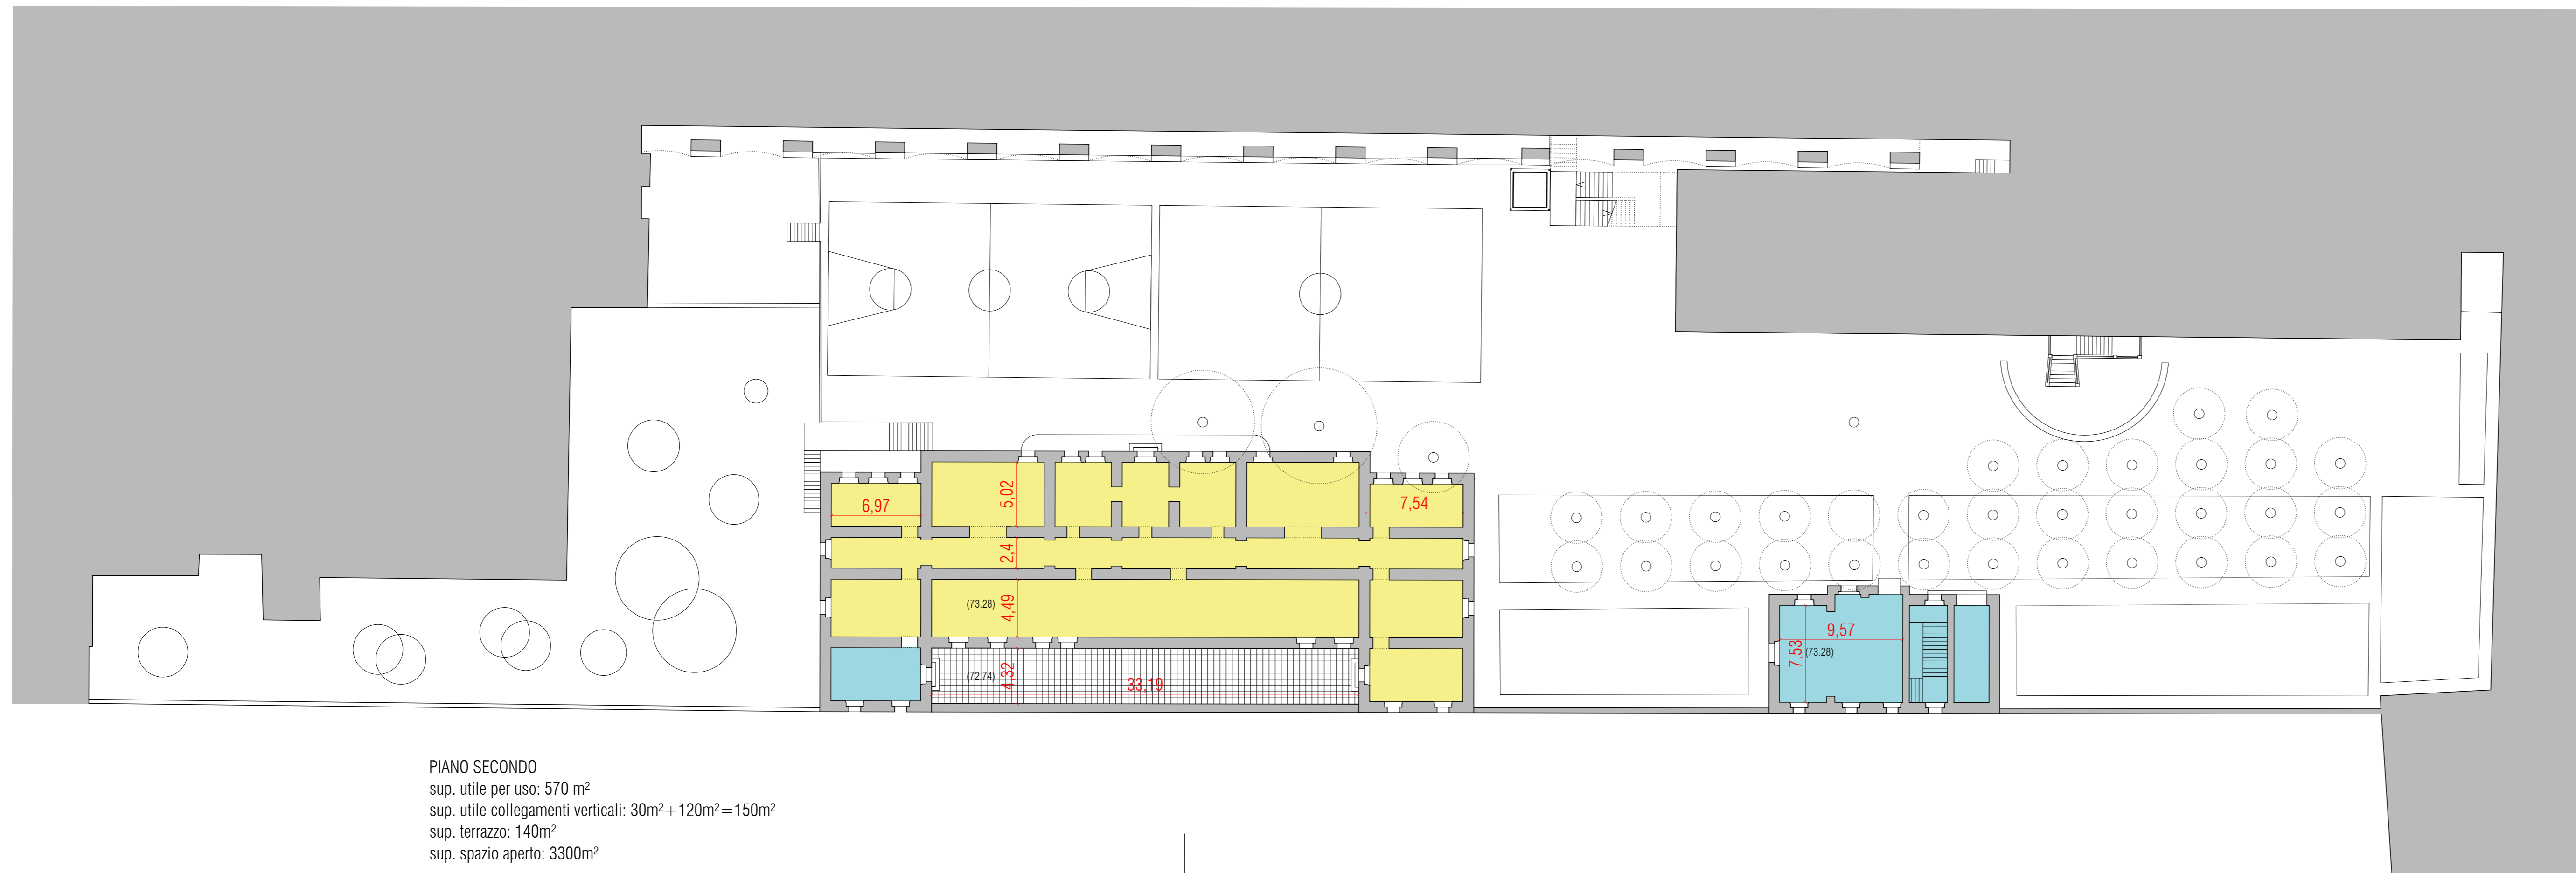 6,97
5,02
7,54
2,4
(73.28)
4,49
9,57
7,53
(73.28)
(72.74)
4,32
33,19
PIANO SECONDO
sup. utile per uso: 570 m²
sup. utile collegamenti verticali: 30m²+120m²=150m²
sup. terrazzo: 140m²
sup. spazio aperto: 3300m²